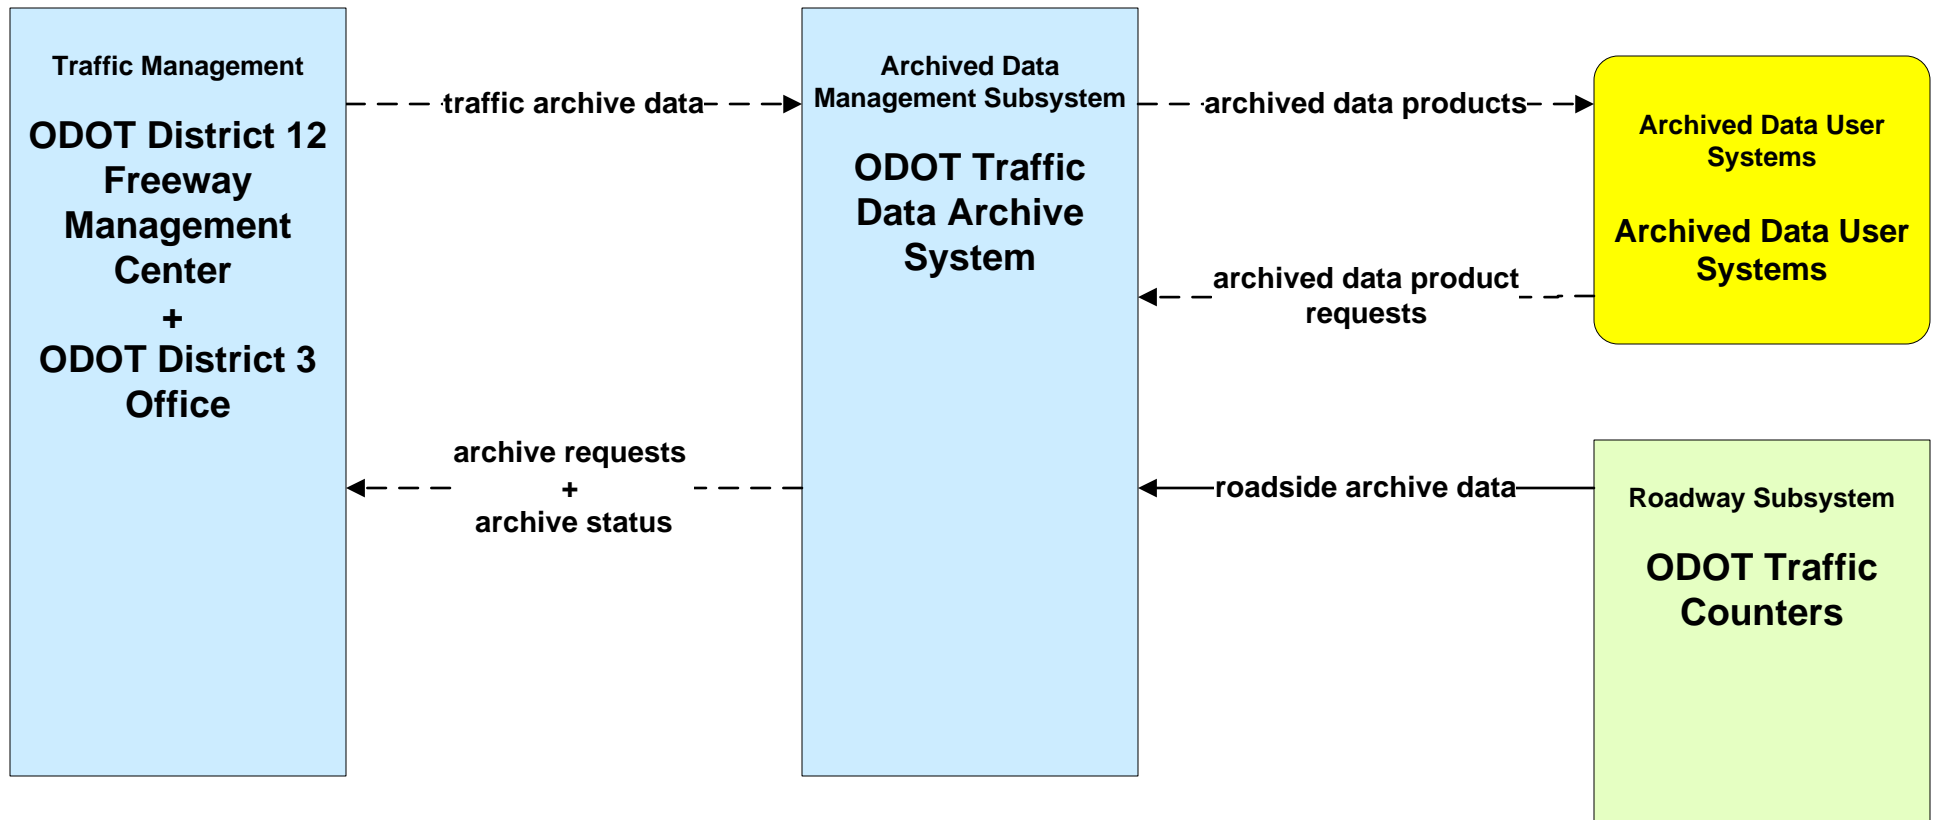 Traffic Management
ODOT District 12
Freeway
Management
Center
+
ODOT District 3
Office
traffic archive data
archive requests
+
archive status
Archived Data
Management Subsystem
ODOT Traffic
Data Archive
System
archived data products
archived data product
requests
roadside archive data
Archived Data User
Systems
Archived Data User
Systems
Roadway Subsystem
ODOT Traffic
Counters